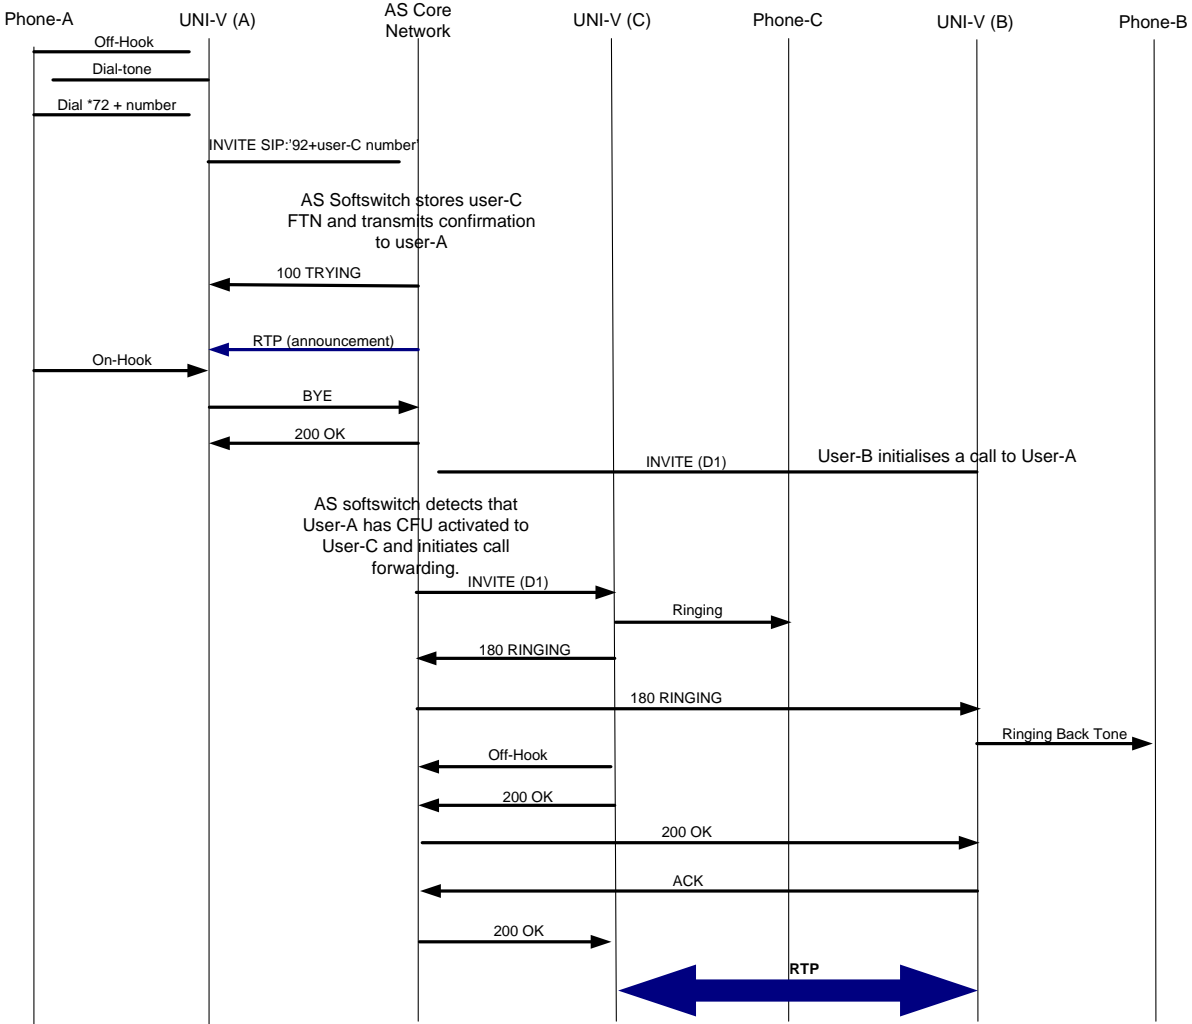 Phone-A
UNI-V (A)
AS Core
Network
UNI-V (C)
Phone-C
UNI-V (B)
Phone-B
Off-Hook
Dial-tone
Dial *72 + number
INVITE SIP:'92+user-C number'
AS Softswitch stores user-C
FTN and transmits confirmation
to user-A
100 TRYING
RTP (announcement)
On-Hook
BYE
200 OK
User-B initialises a call to User-A
INVITE (D1)
AS softswitch detects that
User-A has CFU activated to
User-C and initiates call
forwarding.
INVITE (D1)
Ringing
180 RINGING
180 RINGING
Ringing Back Tone
Off-Hook
200 OK
200 OK
ACK
200 OK
RTP